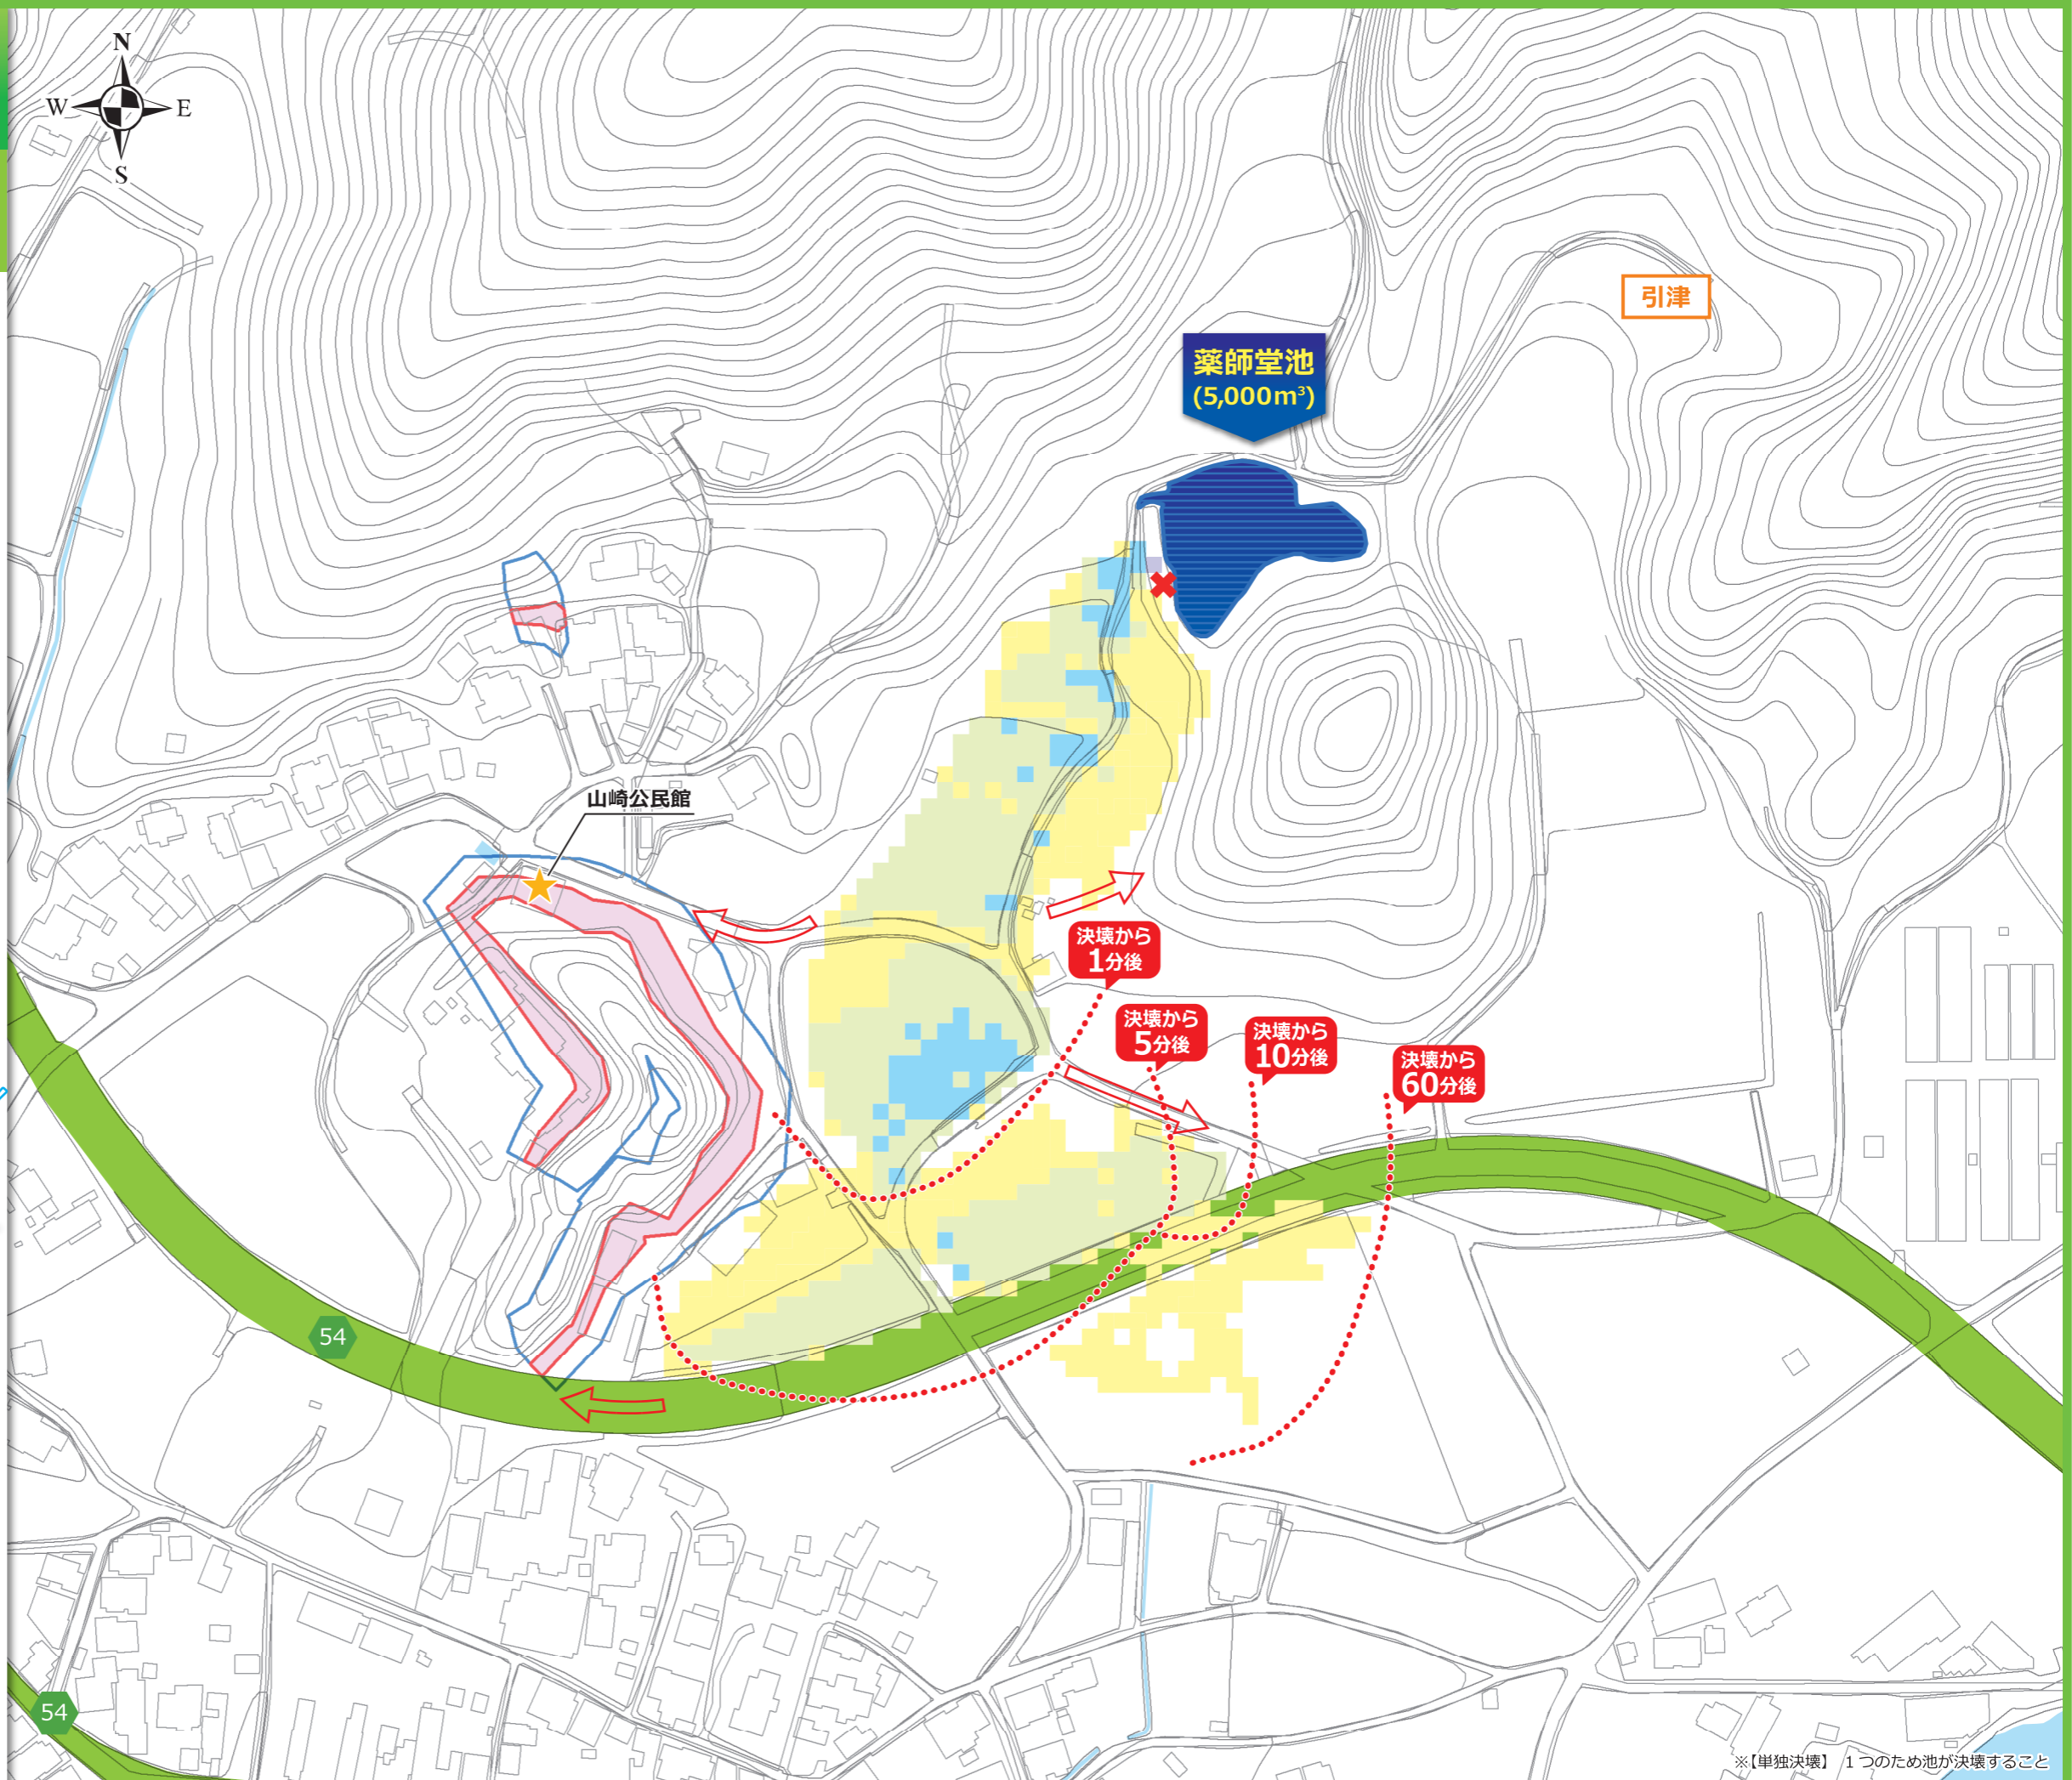 N
W
E
S
引津
薬師堂池
(5,000m³)
山崎公民館
決壊から
1分後
決壊から
5分後
決壊から
10分後
決壊から
60分後
54
54
※【単独決壊】 1つのため池が決壊すること